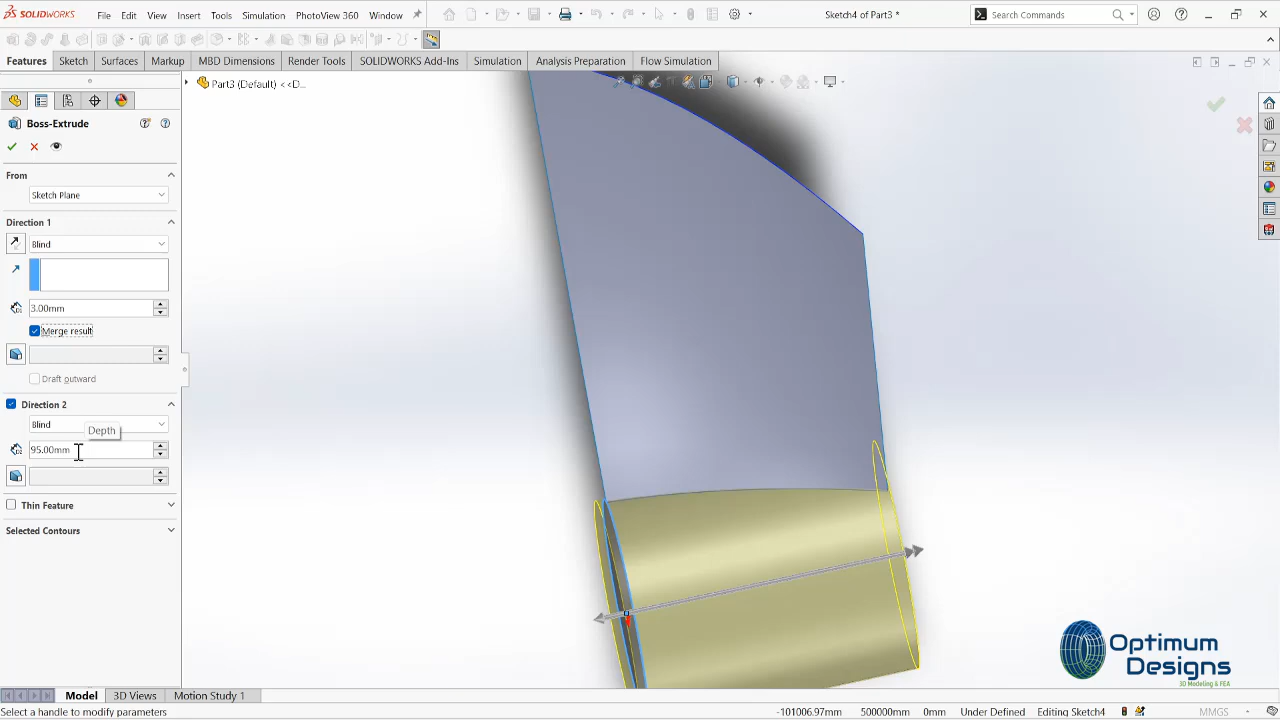 SOLIDWORKS File Edit View Insert Tools Simulation PhotoView 360 Window Sketch4 of Part3 * Search Commands
Features Sketch Surfaces Markup MBD Dimensions Render Tools SOLIDWORKS Add-Ins Simulation Analysis Preparation Flow Simulation
Part3 (Default) <<D...
Boss-Extrude
From
Sketch Plane
Direction 1
Blind
3.00mm
Merge result
Draft outward
Direction 2
Blind
Depth
95.00mm
Thin Feature
Selected Contours
Optimum
Designs
3D Modeling & FEA
Model 3D Views Motion Study 1
Select a handle to modify parameters -101006.97mm 500000mm 0mm Under Defined Editing Sketch4 MMGS